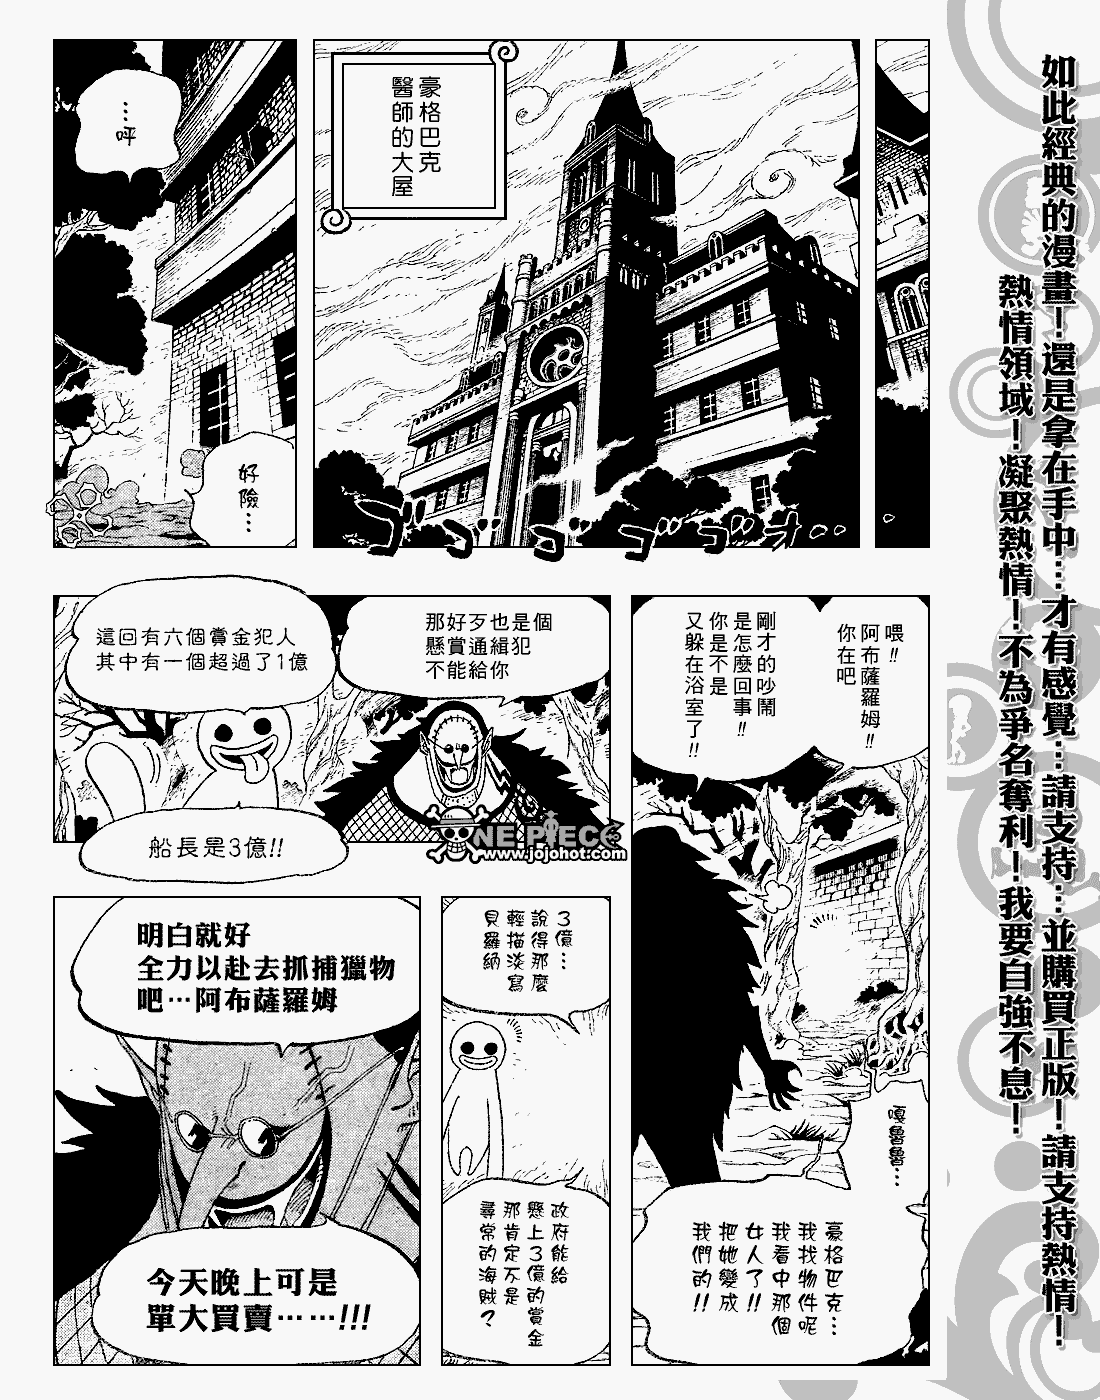 如此經典的漫畫！還是拿在手中…才有感覺…請支持…並購買正版！請支持熱情！
熱情領域！凝聚熱情！不為爭名奪利！我要自強不息！
豪格巴克
醫師的大屋
ゴゴゴゴゴオ…
…呼
好險…
喂!!
阿布薩羅姆!!
你在吧
剛才的吵鬧
是怎麼回事!!
你是不是
又躲在浴室了!!
嘎魯魯…
豪格巴克…
我找物件呢
我看中那個
女人了!!
把她變成
我們的!!
那好歹也是個
懸賞通緝犯
不能給你
這回有六個賞金犯人
其中有一個超過了1億
船長是3億!!
ONE PIECE
www.jojohot.com
3億…
說得那麼
輕描淡寫
貝羅納
政府能給
懸上3億的賞金
那肯定不是
尋常的海賊？
明白就好
全力以赴去抓捕獵物
吧…阿布薩羅姆
今天晚上可是
單大買賣……!!!